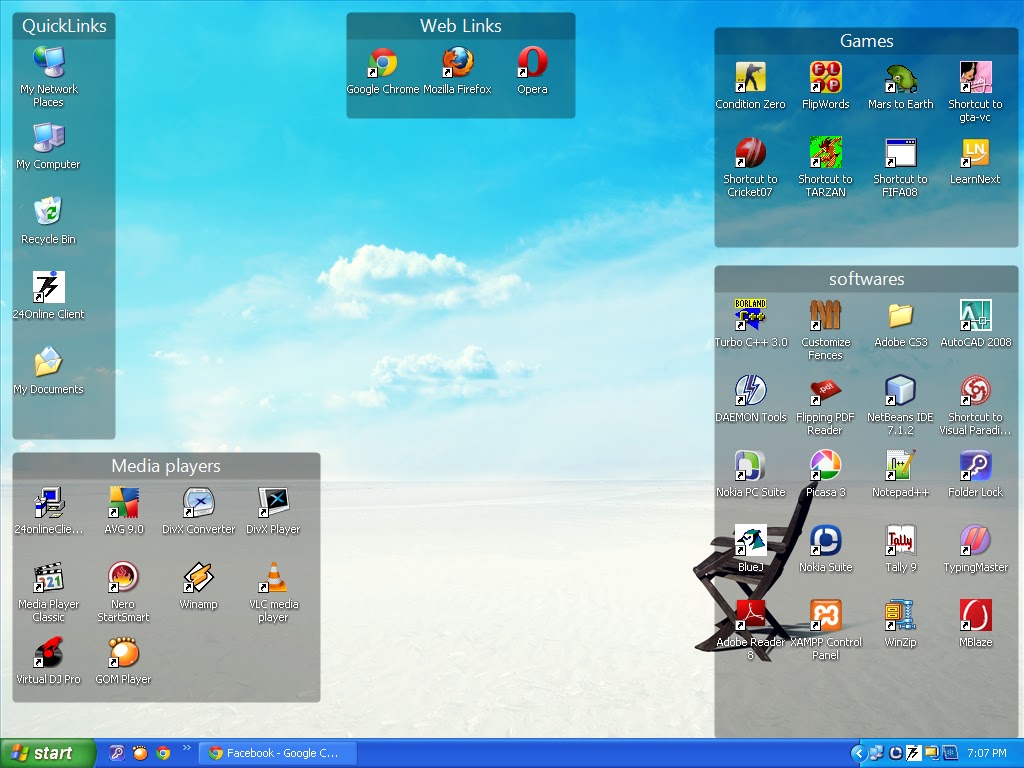 QuickLinks
My Network
Places
My Computer
Recycle Bin
24Online Client
My Documents
Web Links
Google Chrome
Mozilla Firefox
Opera
Games
Condition Zero
FLIP
FlipWords
Mars to Earth
Shortcut to
gta-vc
Shortcut to
Cricket07
Shortcut to
TARZAN
Shortcut to
FIFA08
LN
LearnNext
softwares
BORLAND
C++
Turbo C++ 3.0
Customize
Fences
Adobe CS3
AutoCAD 2008
DAEMON Tools
.pdf
Flipping PDF
Reader
NetBeans IDE
7.1.2
Shortcut to
Visual Paradi...
Nokia PC Suite
Picasa 3
n++
Notepad++
Folder Lock
BlueJ
Nokia Suite
Tally
Tally 9
TypingMaster
Adobe Reader
8
XAMPP Control
Panel
WinZip
MBlaze
Media players
24onlineClie...
AVG 9.0
DivX Converter
DivX Player
321
Media Player
Classic
Nero
StartSmart
Winamp
VLC media
player
Virtual DJ Pro
GOM Player
start
Facebook - Google C...
7:07 PM